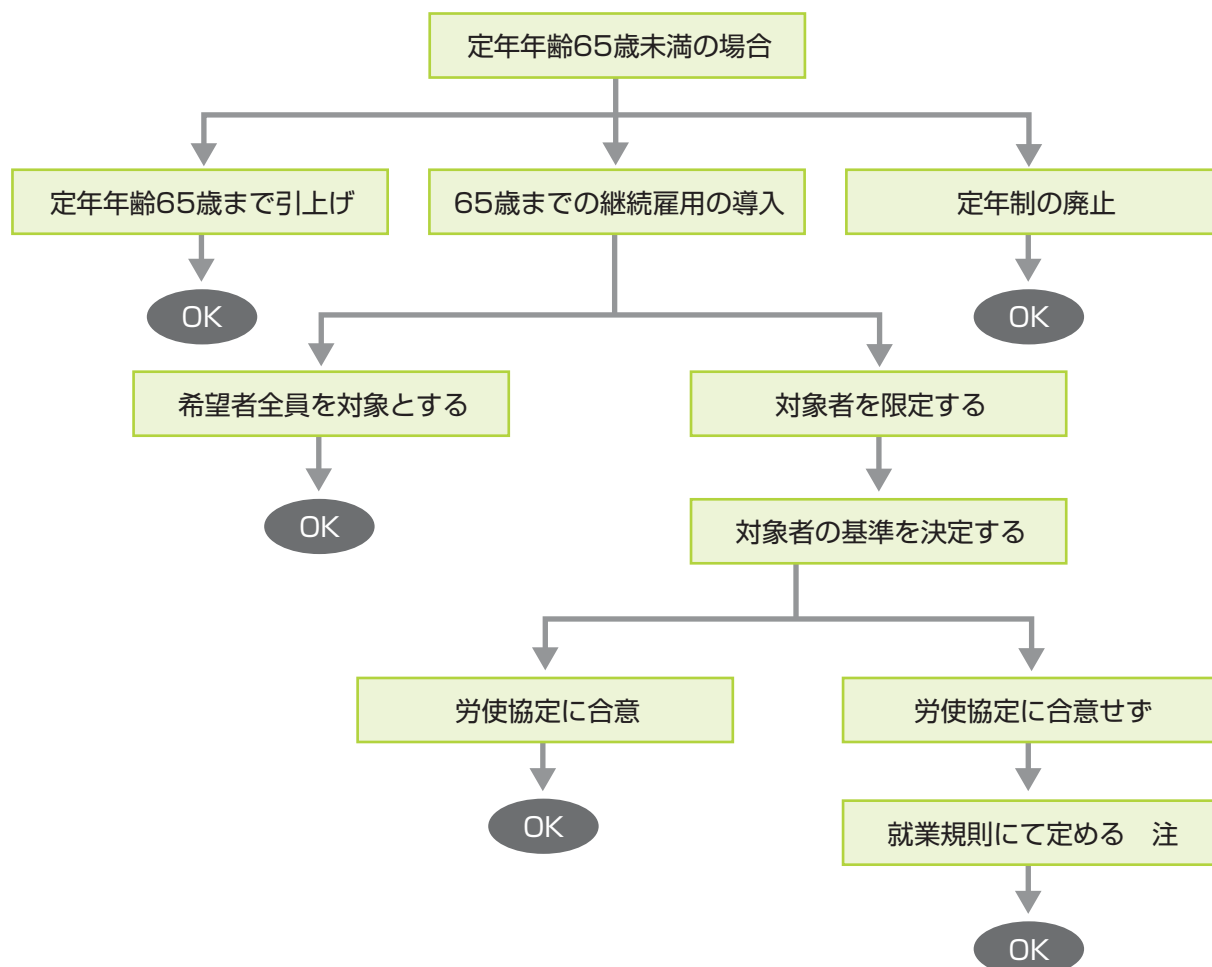 定年年齢65歳未満の場合
定年年齢65歳まで引上げ
65歳までの継続雇用の導入
定年制の廃止
OK
OK
希望者全員を対象とする
対象者を限定する
OK
対象者の基準を決定する
労使協定に合意
労使協定に合意せず
OK
就業規則にて定める　注
OK